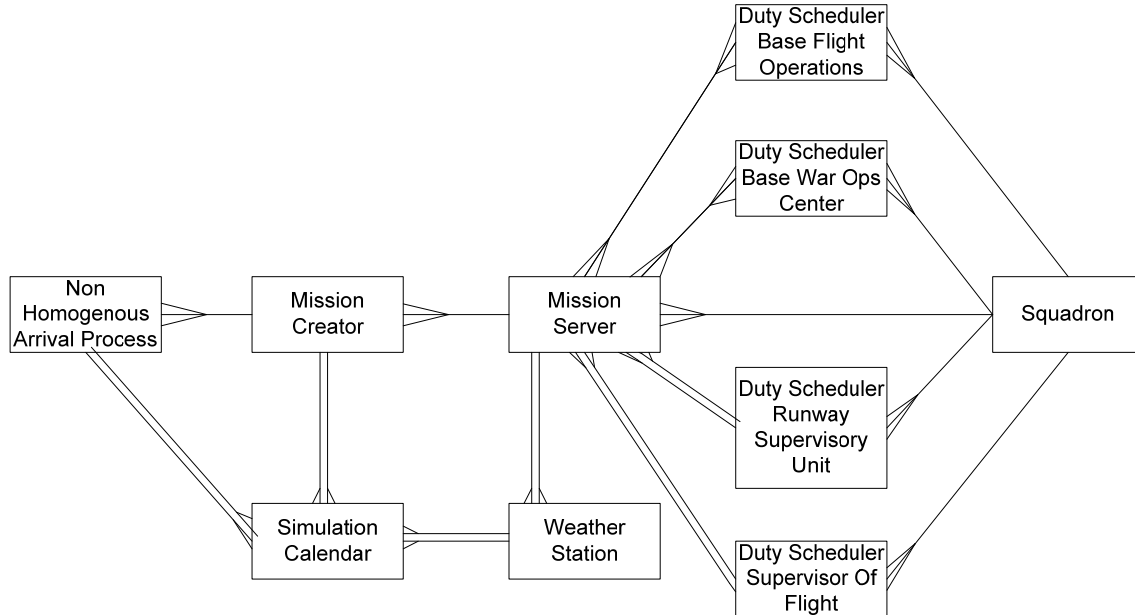 Duty Scheduler
Base Flight
Operations
Duty Scheduler
Base War Ops
Center
Non
Homogenous
Arrival Process
Mission
Creator
Mission
Server
Squadron
Duty Scheduler
Runway
Supervisory
Unit
Simulation
Calendar
Weather
Station
Duty Scheduler
Supervisor Of
Flight